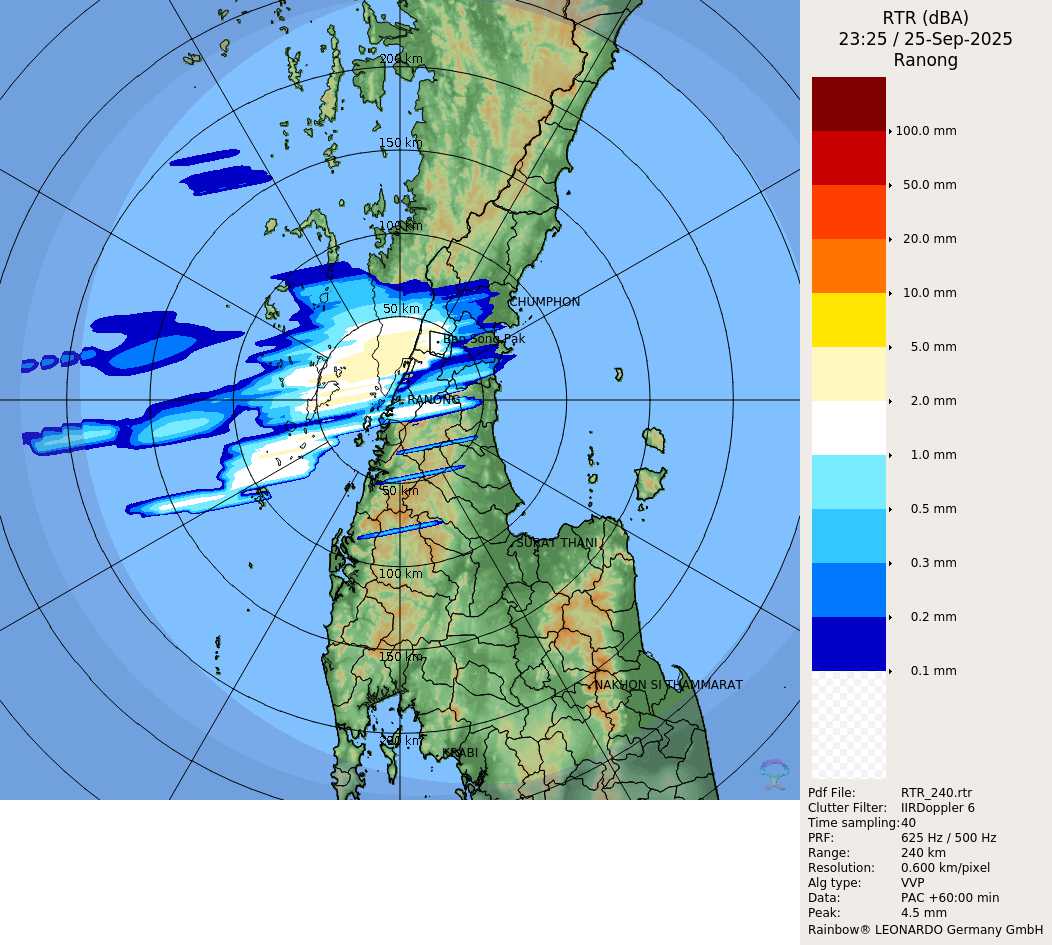 RTR (dBA)
23:25 / 25-Sep-2025
Ranong
200 km
150 km
100 km
50 km
CHUMPHON
Ban Song Pak
RANONG
50 km
SURAT THANI
100 km
150 km
NAKHON SI THAMMARAT
200 km
KRABI
100.0 mm
50.0 mm
20.0 mm
10.0 mm
5.0 mm
2.0 mm
1.0 mm
0.5 mm
0.3 mm
0.2 mm
0.1 mm
Pdf File: RTR_240.rtr
Clutter Filter: IIRDoppler 6
Time sampling:40
PRF: 625 Hz / 500 Hz
Range: 240 km
Resolution: 0.600 km/pixel
Alg type: VVP
Data: PAC +60:00 min
Peak: 4.5 mm
Rainbow® LEONARDO Germany GmbH